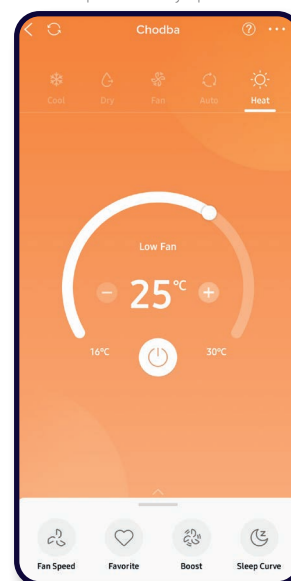 Chodba
Cool Dry Fan Auto Heat
Low Fan
25°C
16°C 30°C
Fan Speed Favorite Boost Sleep Curve